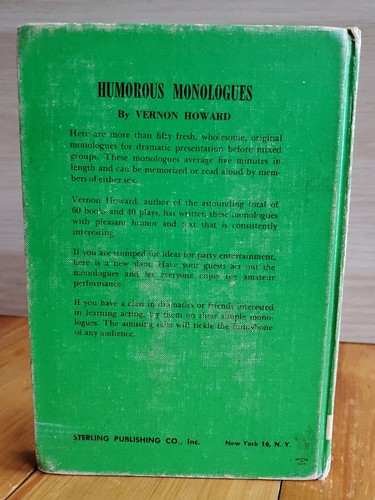 HUMOROUS MONOLOGUES
By VERNON HOWARD
Here are more than fifty fresh, wholesome, original
monologues for dramatic presentation before mixed
groups. These monologues average five minutes in
length and can be memorized or read aloud by mem-
bers of either sex.
Vernon Howard, author of the astounding total of
60 books and 40 plays, has written these monologues
with pleasant humor and text that is consistently
interesting.
If you are stumped for ideas for party entertainment,
here is a new slant. Have your guests act out the
monologues and let everyone enjoy the amateur
performance.
If you have a class in dramatics or friends interested
in learning acting, try them on these simple mono-
logues. The amusing skits will tickle the funnybone
of any audience.
STERLING PUBLISHING CO., Inc. New York 16, N. Y.